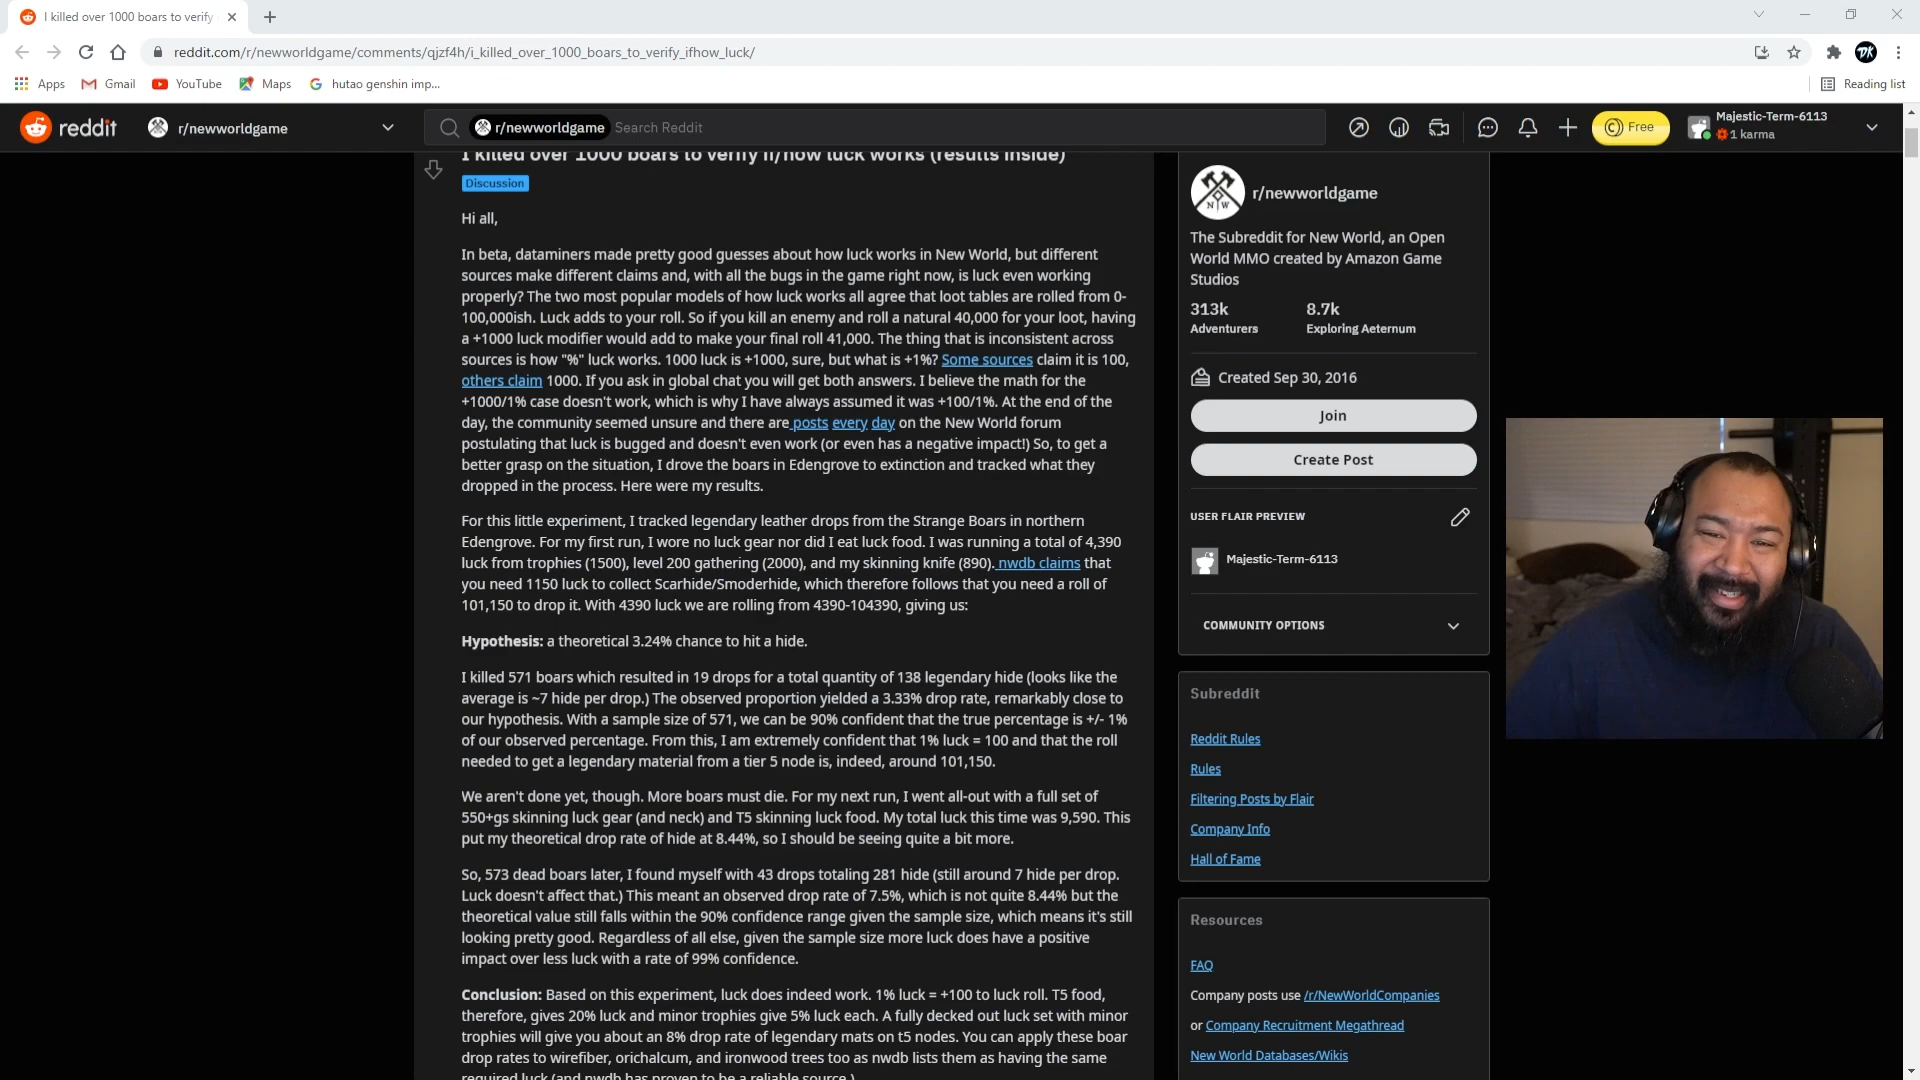 I killed over 1000 boars to verify
reddit.com/r/newworldgame/comments/qjzf4h/i_killed_over_1000_boars_to_verify_ifhow_luck/
Apps
Gmail
YouTube
Maps
hutao genshin imp...
Reading list
reddit
r/newworldgame
r/newworldgame
Search Reddit
Free
Majestic-Term-6113
1 karma
I killed over 1000 boars to verify if/how luck works (results inside)
Discussion
Hi all,
In beta, dataminers made pretty good guesses about how luck works in New World, but different
sources make different claims and, with all the bugs in the game right now, is luck even working
properly? The two most popular models of how luck works all agree that loot tables are rolled from 0-
100,000ish. Luck adds to your roll. So if you kill an enemy and roll a natural 40,000 for your loot, having
a +1000 luck modifier would add to make your final roll 41,000. The thing that is inconsistent across
sources is how "%" luck works. 1000 luck is +1000, sure, but what is +1%? Some sources claim it is 100,
others claim 1000. If you ask in global chat you will get both answers. I believe the math for the
+1000/1% case doesn't work, which is why I have always assumed it was +100/1%. At the end of the
day, the community seemed unsure and there are posts every day on the New World forum
postulating that luck is bugged and doesn't even work (or even has a negative impact!) So, to get a
better grasp on the situation, I drove the boars in Edengrove to extinction and tracked what they
dropped in the process. Here were my results.
For this little experiment, I tracked legendary leather drops from the Strange Boars in northern
Edengrove. For my first run, I wore no luck gear nor did I eat luck food. I was running a total of 4,390
luck from trophies (1500), level 200 gathering (2000), and my skinning knife (890). nwdb claims that
you need 1150 luck to collect Scarhide/Smoderhide, which therefore follows that you need a roll of
101,150 to drop it. With 4390 luck we are rolling from 4390-104390, giving us:
Hypothesis: a theoretical 3.24% chance to hit a hide.
I killed 571 boars which resulted in 19 drops for a total quantity of 138 legendary hide (looks like the
average is ~7 hide per drop.) The observed proportion yielded a 3.33% drop rate, remarkably close to
our hypothesis. With a sample size of 571, we can be 90% confident that the true percentage is +/- 1%
of our observed percentage. From this, I am extremely confident that 1% luck = 100 and that the roll
needed to get a legendary material from a tier 5 node is, indeed, around 101,150.
We aren't done yet, though. More boars must die. For my next run, I went all-out with a full set of
550+gs skinning luck gear (and neck) and T5 skinning luck food. My total luck this time was 9,590. This
put my theoretical drop rate of hide at 8.44%, so I should be seeing quite a bit more.
So, 573 dead boars later, I found myself with 43 drops totaling 281 hide (still around 7 hide per drop.
Luck doesn't affect that.) This meant an observed drop rate of 7.5%, which is not quite 8.44% but the
theoretical value still falls within the 90% confidence range given the sample size, which means it's still
looking pretty good. Regardless of all else, given the sample size more luck does have a positive
impact over less luck with a rate of 99% confidence.
Conclusion: Based on this experiment, luck does indeed work. 1% luck = +100 to luck roll. T5 food,
therefore, gives 20% luck and minor trophies give 5% luck each. A fully decked out luck set with minor
trophies will give you about an 8% drop rate of legendary mats on t5 nodes. You can apply these boar
drop rates to wirefiber, orichalcum, and ironwood trees too as nwdb lists them as having the same
required luck (and nwdb has proven to be a reliable source.)
r/newworldgame
The Subreddit for New World, an Open
World MMO created by Amazon Game
Studios
313k
8.7k
Adventurers
Exploring Aeternum
Created Sep 30, 2016
Join
Create Post
USER FLAIR PREVIEW
Majestic-Term-6113
COMMUNITY OPTIONS
Subreddit
Reddit Rules
Rules
Filtering Posts by Flair
Company Info
Hall of Fame
Resources
FAQ
Company posts use /r/NewWorldCompanies
or Company Recruitment Megathread
New World Databases/Wikis